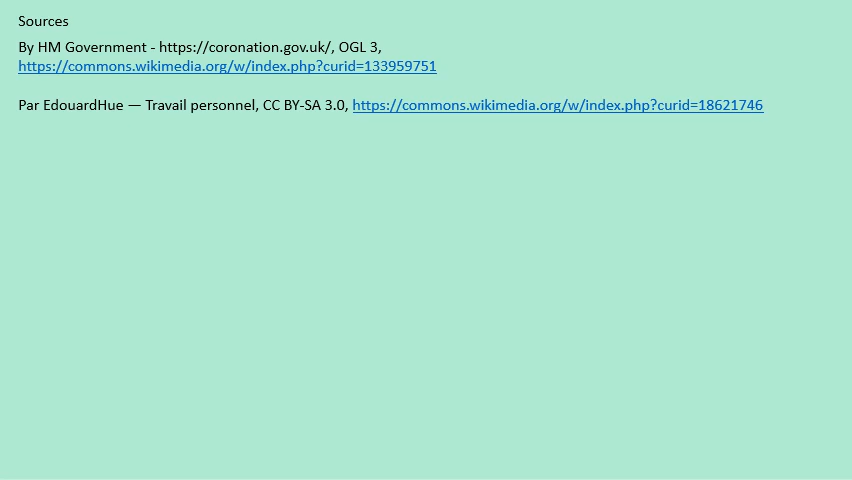 Sources
By HM Government - https://coronation.gov.uk/, OGL 3,
https://commons.wikimedia.org/w/index.php?curid=133959751
Par EdouardHue — Travail personnel, CC BY-SA 3.0, https://commons.wikimedia.org/w/index.php?curid=18621746